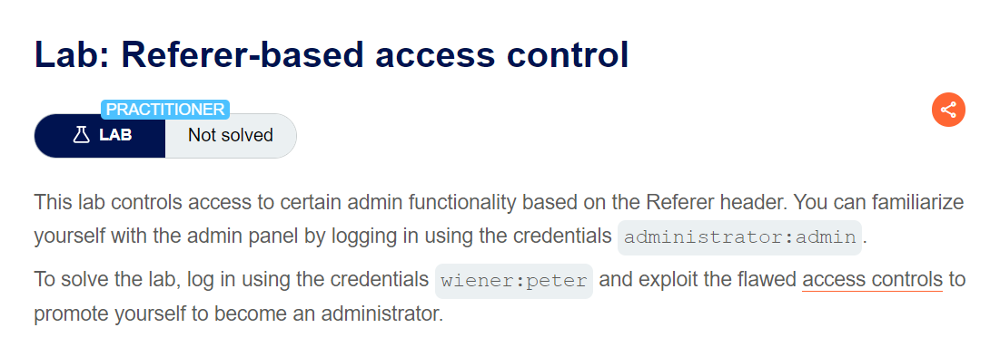 Lab: Referer-based access control
PRACTITIONER
LAB Not solved
This lab controls access to certain admin functionality based on the Referer header. You can familiarize
yourself with the admin panel by logging in using the credentials administrator:admin.
To solve the lab, log in using the credentials wiener:peter and exploit the flawed access controls to
promote yourself to become an administrator.